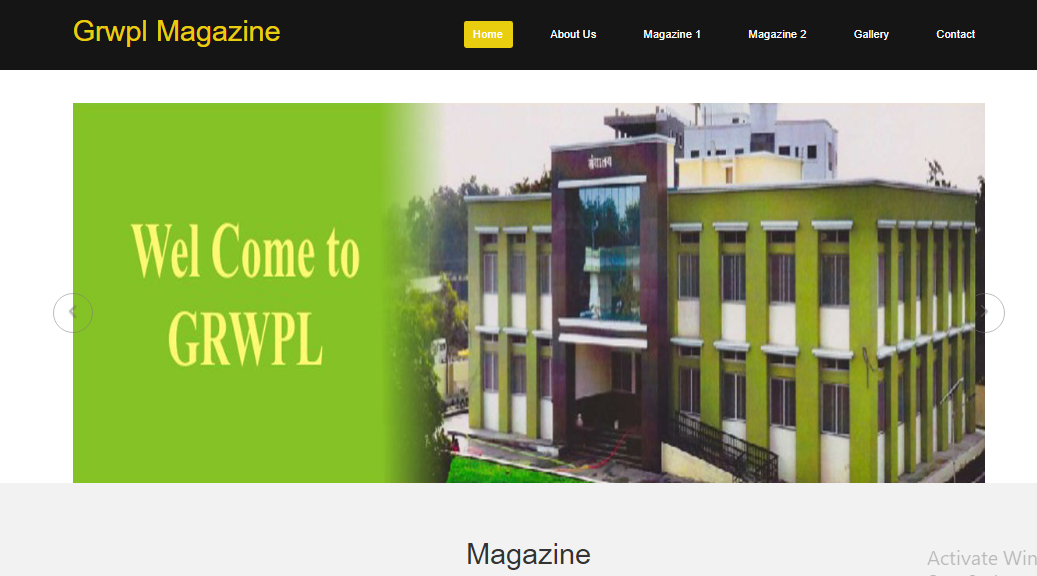 Grwpl Magazine
Home About Us Magazine 1 Magazine 2 Gallery Contact
Wel Come to
GRWPL
Magazine
Activate Win